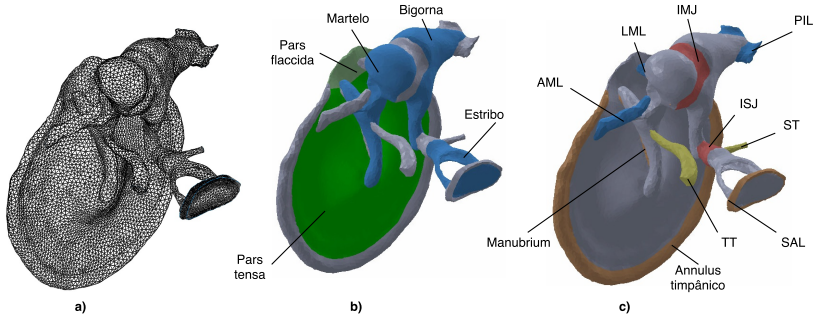 Martelo
Bigorna
Pars
flaccida
Estribo
Pars
tensa
IMJ
LML
PIL
AML
ISJ
ST
Manubrium
TT
SAL
Annulus
timpânico
a)
b)
c)